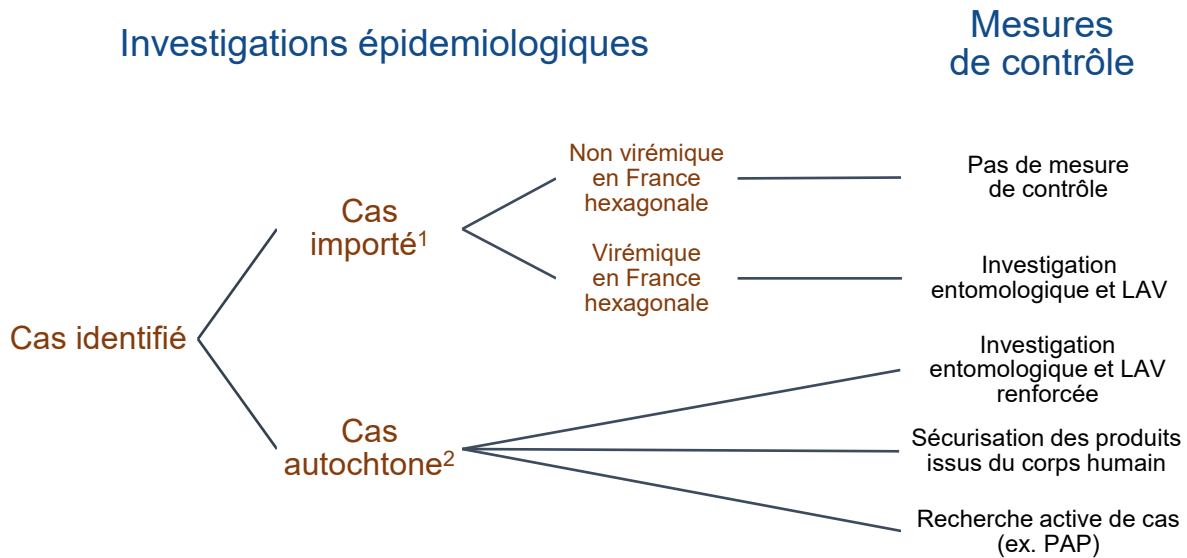 Investigations épidemiologiques
Mesures
de contrôle
Non virémique
en France
hexagonale
Pas de mesure
de contrôle
Cas
importé¹
Virémique
en France
hexagonale
Investigation
entomologique et LAV
Cas identifié
Investigation
entomologique et LAV
renforcée
Cas
autochtone²
Sécurisation des produits
issus du corps humain
Recherche active de cas
(ex. PAP)